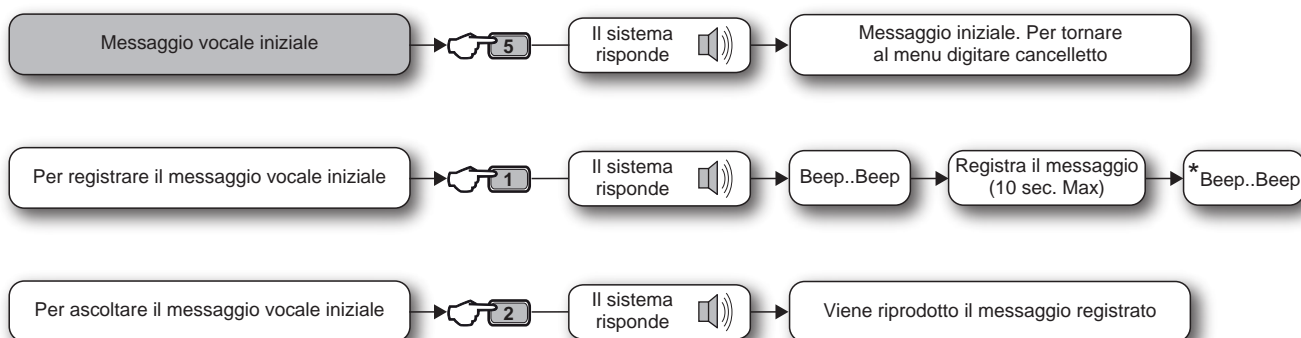 Messaggio vocale iniziale
5
Il sistema
risponde
Messaggio iniziale. Per tornare
al menu digitare cancelletto
Per registrare il messaggio vocale iniziale
1
Il sistema
risponde
Beep..Beep
Registra il messaggio
(10 sec. Max)
*Beep..Beep
Per ascoltare il messaggio vocale iniziale
2
Il sistema
risponde
Viene riprodotto il messaggio registrato